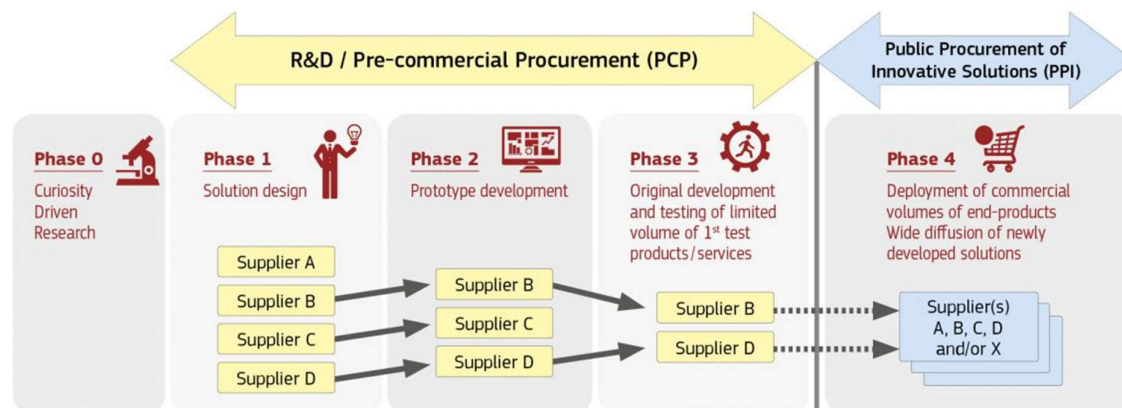 R&D / Pre-commercial Procurement (PCP)
Public Procurement of
Innovative Solutions (PPI)
Phase 0
Curiosity
Driven
Research
Phase 1
Solution design
Supplier A
Supplier B
Supplier C
Supplier D
Phase 2
Prototype development
Supplier B
Supplier C
Supplier D
Phase 3
Original development
and testing of limited
volume of 1st test
products/services
Supplier B
Supplier D
Phase 4
Deployment of commercial
volumes of end-products
Wide diffusion of newly
developed solutions
Supplier(s)
A, B, C, D
and/or X